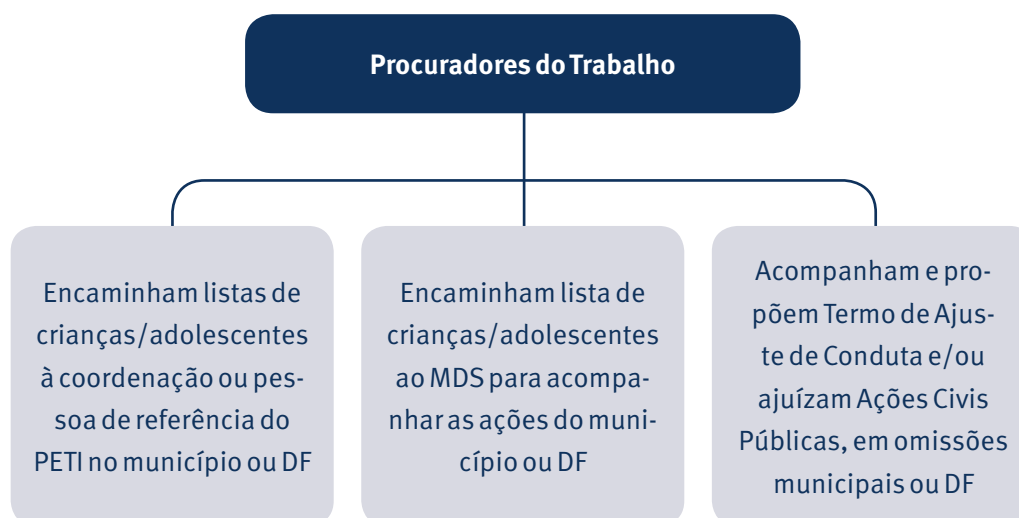 Procuradores do Trabalho
Encaminham listas de
crianças/adolescentes
à coordenação ou pes-
soa de referência do
PETI no município ou DF
Encaminham lista de
crianças/adolescentes
ao MDS para acompa-
nhar as ações do muni-
cípio ou DF
Acompanham e pro-
põem Termo de Ajus-
te de Conduta e/ou
ajuízam Ações Civis
Públicas, em omissões
municipais ou DF